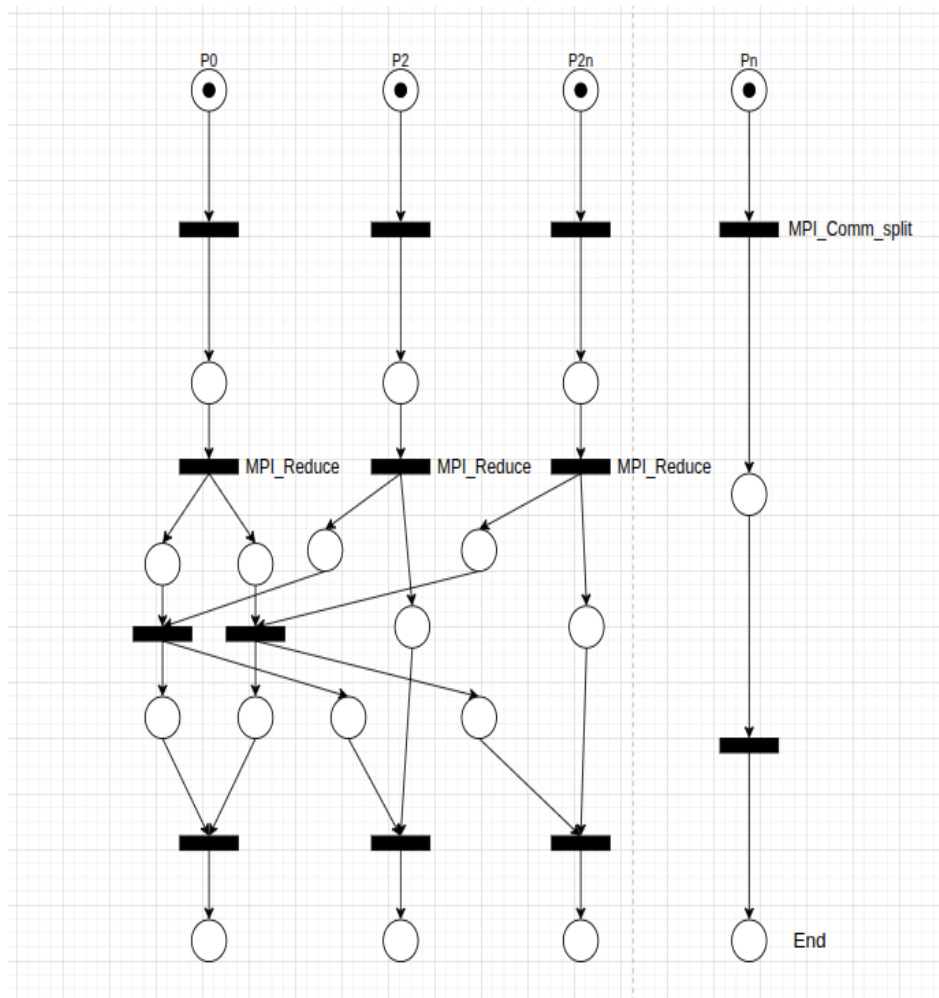 P0
P2
P2n
Pn
MPI_Comm_split
MPI_Reduce
MPI_Reduce
MPI_Reduce
End